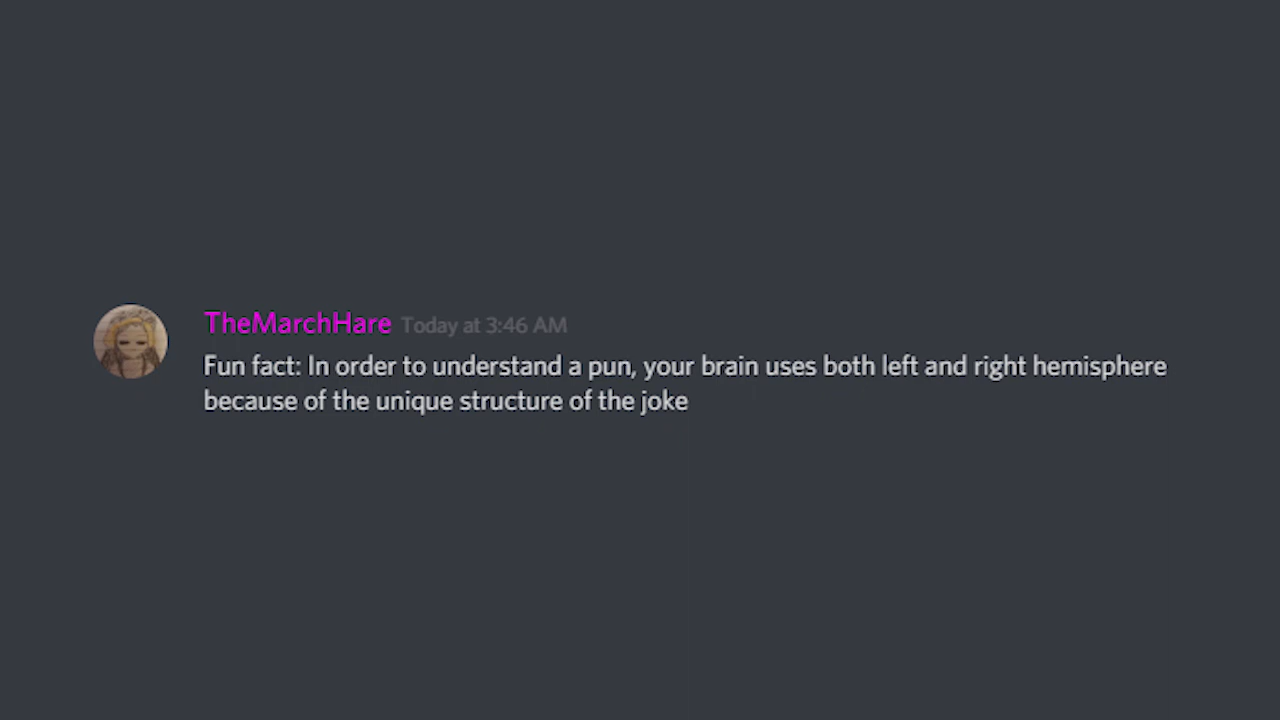 TheMarchHare Today at 3:46 AM
Fun fact: In order to understand a pun, your brain uses both left and right hemisphere
because of the unique structure of the joke